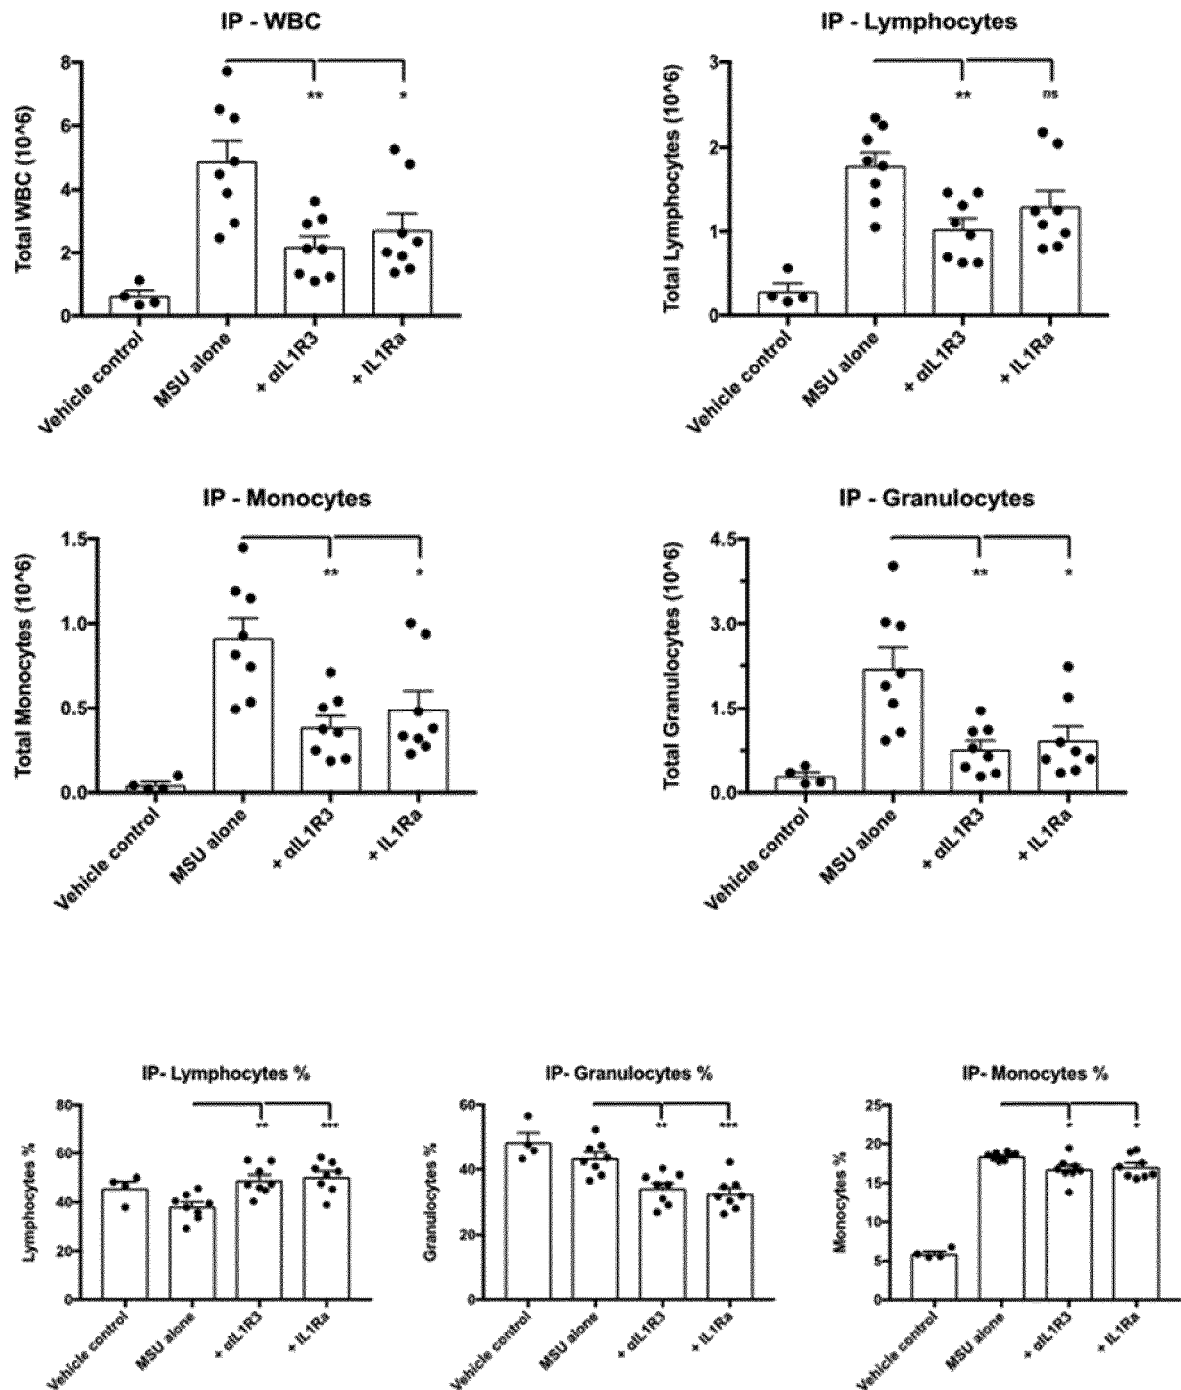 IP - WBC
Total WBC (10^6)
8
6
4
2
0
**
*
Vehicle control
MSU alone
+ αIL1R3
+ IL1Ra
IP - Lymphocytes
Total Lymphocytes (10^6)
3
2
1
0
**
ns
Vehicle control
MSU alone
+ αIL1R3
+ IL1Ra
IP - Monocytes
Total Monocytes (10^6)
1.5
1.0
0.5
0.0
**
*
Vehicle control
MSU alone
+ αIL1R3
+ IL1Ra
IP - Granulocytes
Total Granulocytes (10^6)
4.5
3.0
1.5
0.0
**
*
Vehicle control
MSU alone
+ αIL1R3
+ IL1Ra
IP- Lymphocytes %
Lymphocytes %
80
60
40
20
0
**
***
Vehicle control
MSU alone
+ αIL1R3
+ IL1Ra
IP- Granulocytes %
Granulocytes %
60
40
20
0
**
***
Vehicle control
MSU alone
+ αIL1R3
+ IL1Ra
IP- Monocytes %
Monocytes %
25
20
15
10
5
0
*
*
Vehicle control
MSU alone
+ αIL1R3
+ IL1Ra